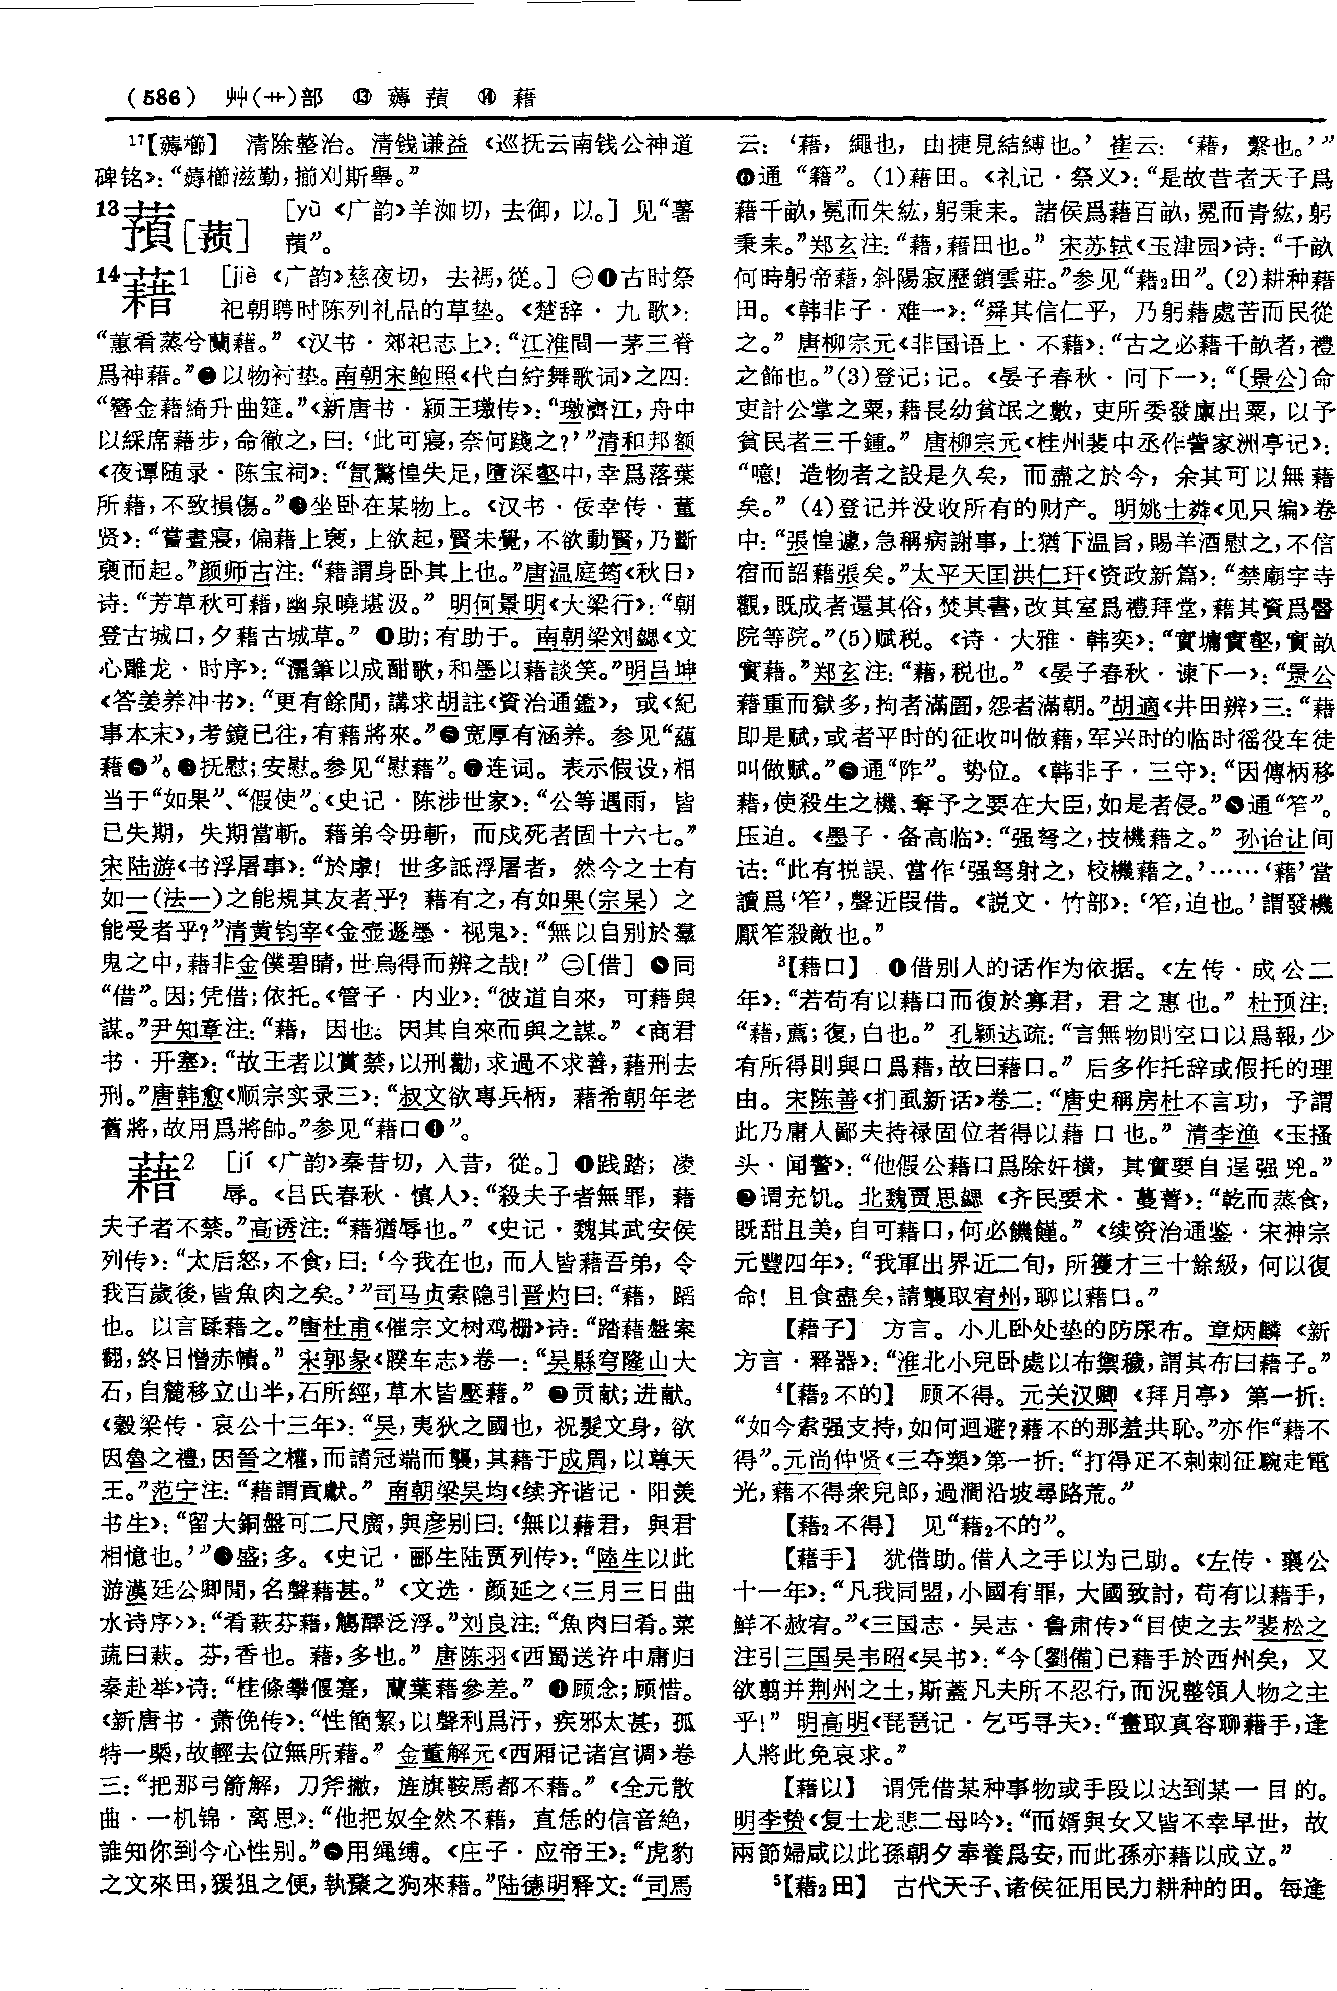 (586) 艸(艹)部 ⑬ 薅蕷 ⑭ 藉
17【薅櫛】 清除整治。清钱谦益《巡抚云南钱公神道
碑铭》：“薅櫛滋勤，揃刈斯舉。”
13蕷[蓣] [yù《广韵》羊洳切，去御，以。] 见“薯
蕷”。
14藉1 [jiè《广韵》慈夜切，去禡，從。] ㊀❶古时祭
祀朝聘时陈列礼品的草垫。《楚辞·九歌》：
“蕙肴蒸兮蘭藉。”《汉书·郊祀志上》：“江淮間一茅三脊
爲神藉。”❷以物衬垫。南朝宋鲍照《代白紵舞歌词》之四：
“簪金藉綺升曲筵。”《新唐书·颍王璬传》：“璬濟江，舟中
以綵席藉步，命徹之，曰：‘此可寢，奈何踐之？’”清和邦额
《夜谭随录·陈宝祠》：“㲄驚惶失足，墮深壑中，幸爲落葉
所藉，不致損傷。”❸坐卧在某物上。《汉书·佞幸传·董
贤》：“嘗晝寢，偏藉上袠，上欲起，賢未覺，不欲動賢，乃斷
袠而起。”颜师古注：“藉謂身卧其上也。”唐温庭筠《秋日》
诗：“芳草秋可藉，幽泉曉堪汲。” 明何景明《大梁行》：“朝
登古城口，夕藉古城草。” ❹助；有助于。南朝梁刘勰《文
心雕龙·时序》：“灑筆以成酣歌，和墨以藉談笑。”明吕坤
《答姜养冲书》：“更有餘閒，講求胡註《資治通鑑》，或《紀
事本末》，考鏡已往，有藉將來。”❺宽厚有涵养。参见“蕴
藉❺”。❻抚慰；安慰。参见“慰藉”。❼连词。表示假设，相
当于“如果”、“假使”。《史记·陈涉世家》：“公等遇雨，皆
已失期，失期當斬。藉弟令毋斬，而戍死者固十六七。”
宋陆游《书浮屠事》：“於虖！世多詆浮屠者，然今之士有
如一(法一)之能規其友者乎？藉有之，有如杲(宗杲)之
能受者乎？”清黄钧宰《金壶遯墨·视鬼》：“無以自别於羣
鬼之中，藉非金僕碧睛，世烏得而辨之哉！” ㊁[借] ❽同
“借”。因；凭借；依托。《管子·内业》：“彼道自來，可藉與
謀。”尹知章注：“藉，因也。因其自來而與之謀。”《商君
书·开塞》：“故王者以賞禁，以刑勸，求過不求善，藉刑去
刑。”唐韩愈《顺宗实录三》：“叔文欲專兵柄，藉希朝年老
舊將，故用爲將帥。”参见“藉口❶”。
藉2 [jí《广韵》秦昔切，入昔，從。] ❶践踏；凌
辱。《吕氏春秋·慎人》：“殺夫子者無罪，藉
夫子者不禁。”高诱注：“藉猶辱也。”《史记·魏其武安侯
列传》：“太后怒，不食，曰：‘今我在也，而人皆藉吾弟，令
我百歲後，皆魚肉之矣。’”司马贞索隐引晋灼曰：“藉，蹈
也。以言蹂藉之。”唐杜甫《催宗文树鸡栅》诗：“踏藉盤案
翻，終日憎赤幘。” 宋郭彖《睽车志》卷一：“吴縣穹隆山大
石，自麓移立山半，石所經，草木皆壓藉。” ❷贡献；进献。
《穀梁传·哀公十三年》：“吴，夷狄之國也，祝髮文身，欲
因魯之禮，因晉之權，而請冠端而襲，其藉于成周，以尊天
王。”范宁注：“藉謂貢獻。” 南朝梁吴均《续齐谐记·阳羡
书生》：“留大銅盤可二尺廣，與彦别曰：‘無以藉君，與君
相憶也。’”❸盛；多。《史记·郦生陆贾列传》：“陸生以此
游漢廷公卿間，名聲藉甚。”《文选·颜延之〈三月三日曲
水诗序〉》：“肴蔌芬藉，觴醳泛浮。”刘良注：“魚肉曰肴。菜
蔬曰蔌。芬，香也。藉，多也。” 唐陈羽《西蜀送许中庸归
秦赴举》诗：“桂條攀偃蹇，蘭葉藉參差。” ❹顾念；顾惜。
《新唐书·萧俛传》：“性簡絜，以聲利爲汙，疾邪太甚，孤
特一槩，故輕去位無所藉。” 金董解元《西厢记诸宫调》卷
三：“把那弓箭解，刀斧撇，旌旗鞍馬都不藉。”《全元散
曲·一机锦·离思》：“他把奴全然不藉，直恁的信音絶，
誰知你到今心性别。”❺用绳缚。《庄子·应帝王》：“虎豹
之文來田，猨狙之便，執斄之狗來藉。”陆德明释文：“司馬
云：‘藉，繩也，由捷見結縛也。’崔云：‘藉，繫也。’”
❻通“籍”。(1)藉田。《礼记·祭义》：“是故昔者天子爲
藉千畝，冕而朱紘，躬秉耒。諸侯爲藉百畝，冕而青紘，躬
秉耒。”郑玄注：“藉，藉田也。” 宋苏轼《玉津园》诗：“千畝
何時躬帝藉，斜陽寂歷鎖雲莊。”参见“藉2田”。(2)耕种藉
田。《韩非子·难一》：“舜其信仁乎，乃躬藉處苦而民從
之。” 唐柳宗元《非国语上·不藉》：“古之必藉千畝者，禮
之飾也。”(3)登记；记。《晏子春秋·问下一》：“〔景公〕命
吏計公掌之粟，藉長幼貧氓之數，吏所委發廩出粟，以予
貧民者三千鍾。” 唐柳宗元《桂州裴中丞作訾家洲亭记》：
“噫！造物者之設是久矣，而盡之於今，余其可以無藉
矣。”(4)登记并没收所有的财产。明姚士粦《见只编》卷
中：“張惶遽，急稱病謝事，上猶下温旨，賜羊酒慰之，不信
宿而詔藉張矣。”太平天囯洪仁玕《资政新篇》：“禁廟宇寺
觀，既成者還其俗，焚其書，改其室爲禮拜堂，藉其資爲醫
院等院。”(5)赋税。《诗·大雅·韩奕》：“實墉實壑，實畝
實藉。”郑玄注：“藉，税也。”《晏子春秋·谏下一》：“景公
藉重而獄多，拘者滿圄，怨者滿朝。”胡適《井田辨》三：“藉
即是赋，或者平时的征收叫做藉，军兴时的临时徭役车徒
叫做赋。”❼通“阼”。势位。《韩非子·三守》：“因傳柄移
藉，使殺生之機、奪予之要在大臣，如是者侵。”❽通“笮”。
压迫。《墨子·备高临》：“强弩之，技機藉之。” 孙诒让间
诂：“此有挩誤、當作‘强弩射之，校機藉之。’……‘藉’當
讀爲‘笮’，聲近叚借。《説文·竹部》：‘笮，迫也。’謂發機
厭笮殺敵也。”
3【藉口】 ❶借别人的话作为依据。《左传·成公二
年》：“若苟有以藉口而復於寡君，君之惠也。” 杜预注：
“藉，薦；復，白也。” 孔颖达疏：“言無物則空口以爲報，少
有所得則與口爲藉，故曰藉口。” 后多作托辞或假托的理
由。宋陈善《扪虱新话》卷二：“唐史稱房杜不言功，予謂
此乃庸人鄙夫持禄固位者得以藉口也。” 清李渔《玉搔
头·闻警》：“他假公藉口爲除奸横，其實要自逞强兇。”
❷谓充饥。北魏贾思勰《齐民要术·蔓菁》：“乾而蒸食，
既甜且美，自可藉口，何必饑饉。”《续资治通鉴·宋神宗
元豐四年》：“我軍出界近二旬，所獲才三十餘級，何以復
命！且食盡矣，請襲取宥州，聊以藉口。”
【藉子】 方言。小儿卧处垫的防尿布。章炳麟《新
方言·释器》：“淮北小兒卧處以布禦穢，謂其布曰藉子。”
4【藉2不的】 顾不得。元关汉卿《拜月亭》第一折：
“如今索强支持，如何迴避？藉不的那羞共恥。”亦作“藉不
得”。元尚仲贤《三夺槊》第一折：“打得疋不剌剌征騘走電
光，藉不得衆兒郎，過澗沿坡尋路荒。”
【藉2不得】 见“藉2不的”。
【藉手】 犹借助。借人之手以为己助。《左传·襄公
十一年》：“凡我同盟，小國有罪，大國致討，苟有以藉手，
鮮不赦宥。”《三国志·吴志·鲁肃传》“目使之去”裴松之
注引三国吴韦昭《吴书》：“今〔劉備〕已藉手於西州矣，又
欲翦并荆州之土，斯蓋凡夫所不忍行，而況整領人物之主
乎！” 明高明《琵琶记·乞丐寻夫》：“畫取真容聊藉手，逢
人將此免哀求。”
【藉以】 谓凭借某种事物或手段以达到某一目的。
明李贽《复士龙悲二母吟》：“而婿與女又皆不幸早世，故
兩節婦咸以此孫朝夕奉養爲安，而此孫亦藉以成立。”
5【藉2田】 古代天子、诸侯征用民力耕种的田。每逢